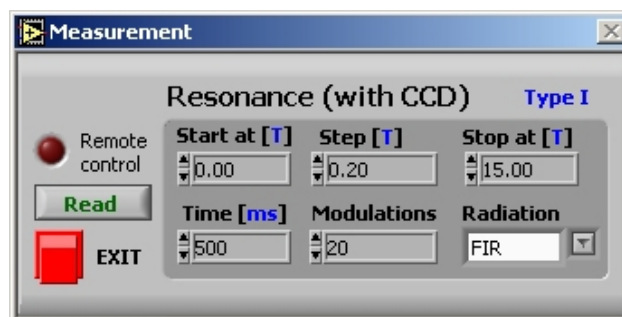 Measurement
Resonance (with CCD) Type I
Remote control
Start at [T] Step [T] Stop at [T]
0.00 0.20 15.00
Read
Time [ms] Modulations Radiation
500 20 FIR
EXIT